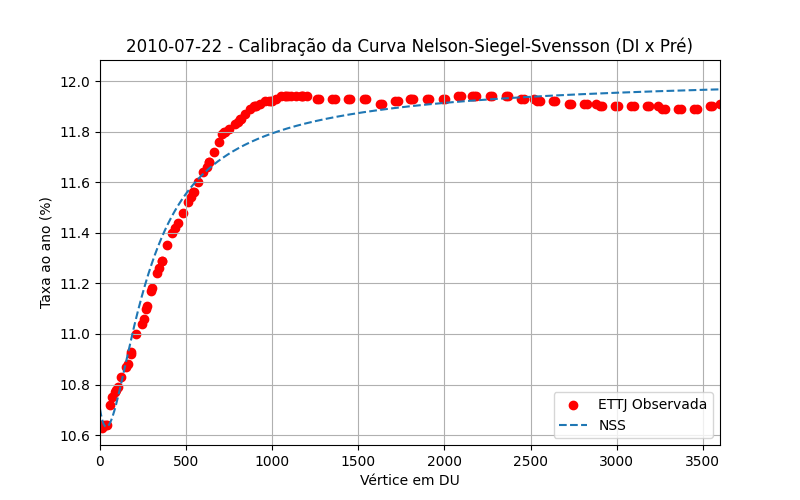 2010-07-22 - Calibração da Curva Nelson-Siegel-Svensson (DI x Pré)
Taxa ao ano (%)
12.0
11.8
11.6
11.4
11.2
11.0
10.8
10.6
0 500 1000 1500 2000 2500 3000 3500
Vértice em DU
ETTJ Observada
NSS